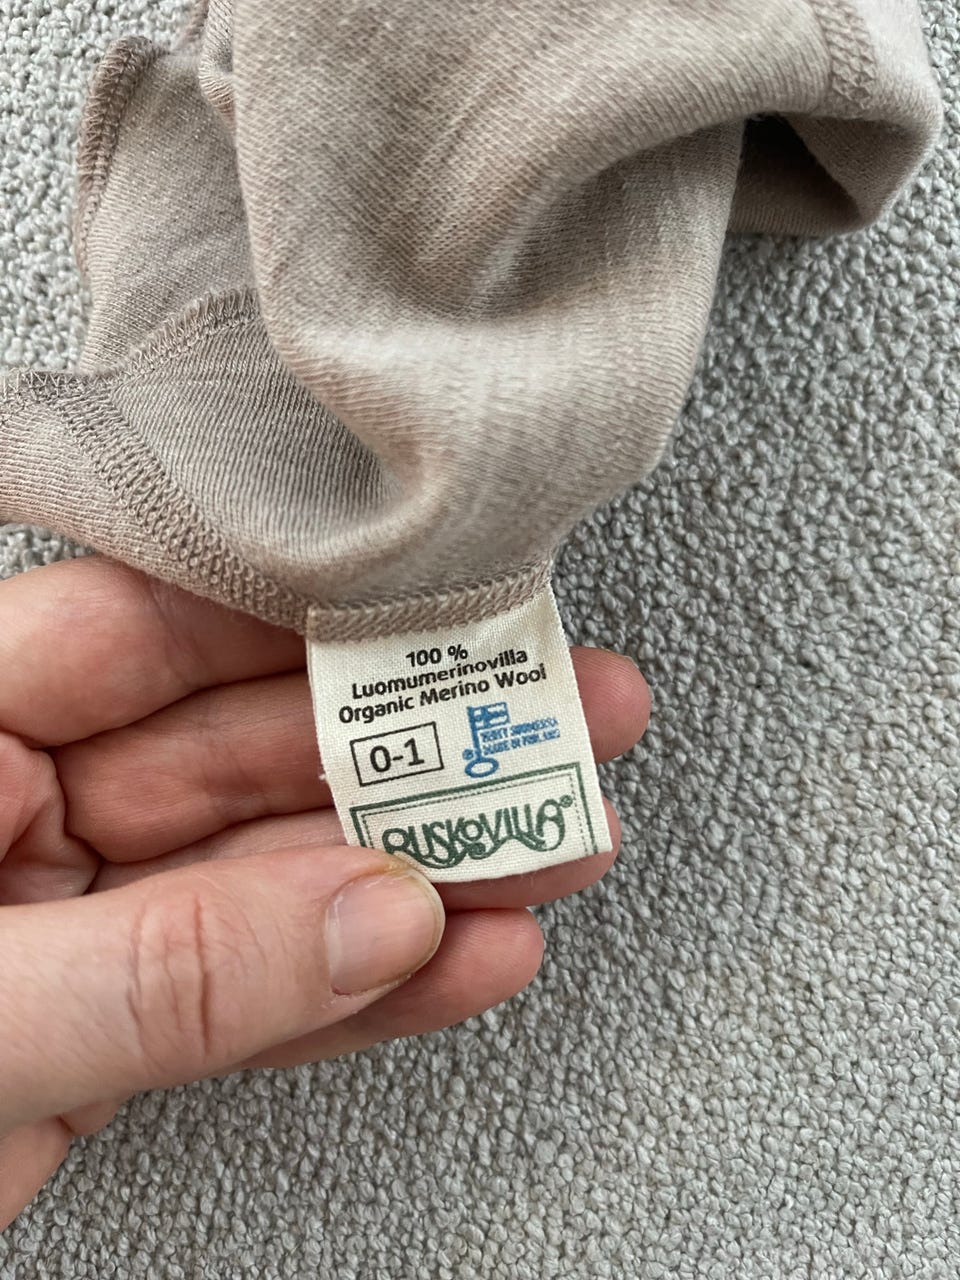 100 %
Luomumerinovilla
Organic Merino Wool
0-1
MADE IN FINLAND
RUSKOVILLA®